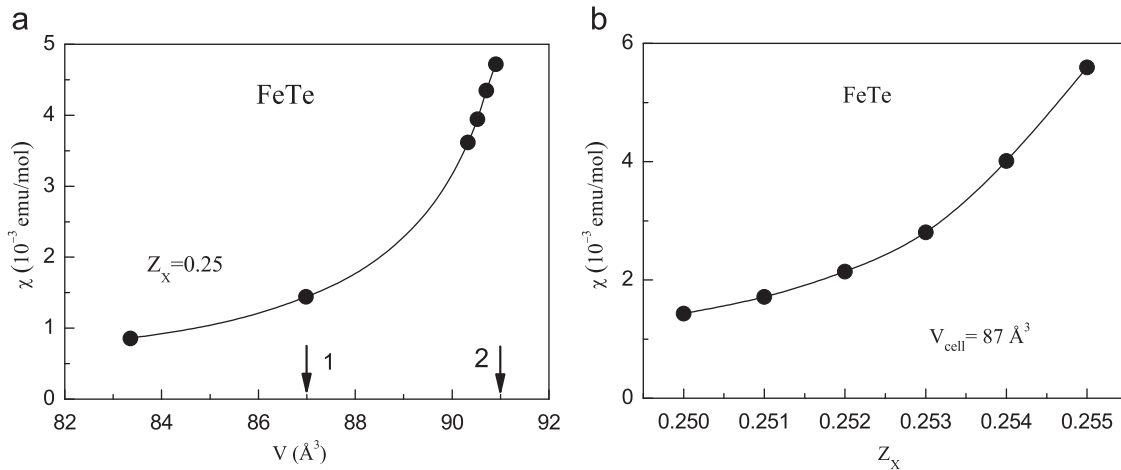 a
5
4
3
2
1
0
82 84 86 88 90 92
χ (10⁻³ emu/mol)
V (Å³)
FeTe
Z_X=0.25
1
2
b
6
4
2
0
0.250 0.251 0.252 0.253 0.254 0.255
χ (10⁻³ emu/mol)
Z_X
FeTe
V_cell= 87 Å³